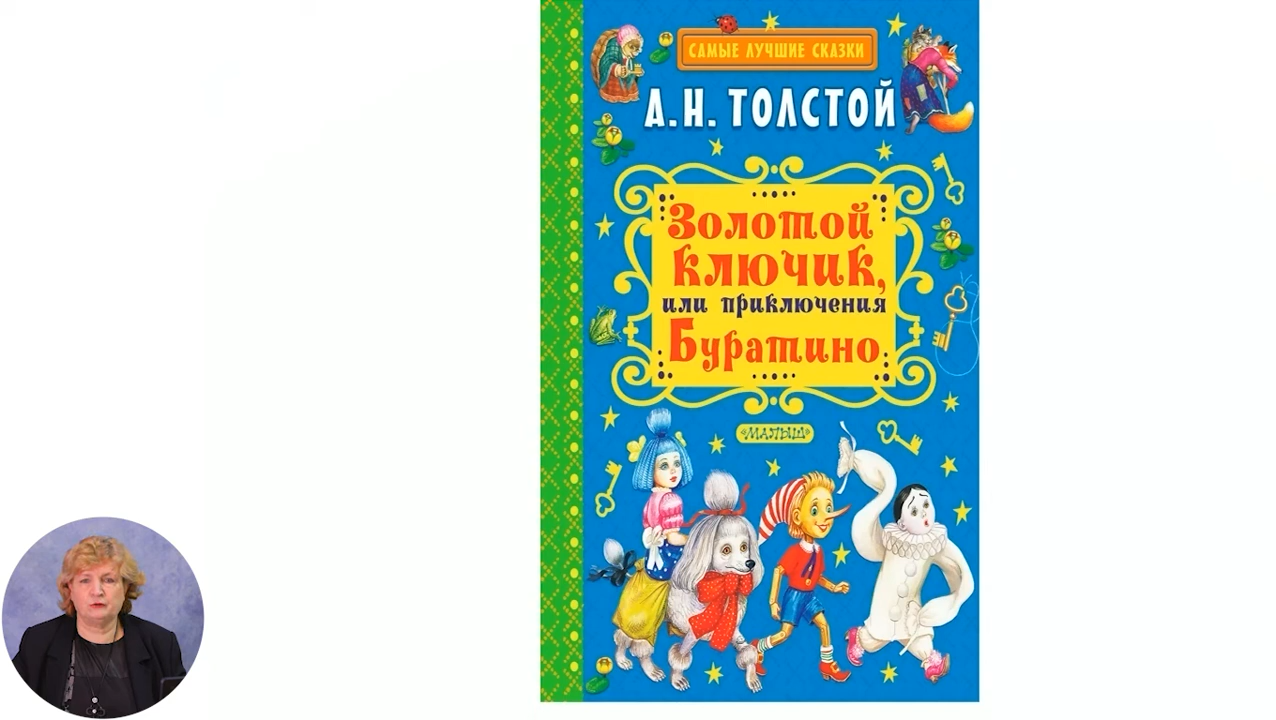 САМЫЕ ЛУЧШИЕ СКАЗКИ
А.Н. ТОЛСТОЙ
Золотой
ключик,
или приключения
Буратино
МАЛЫШ